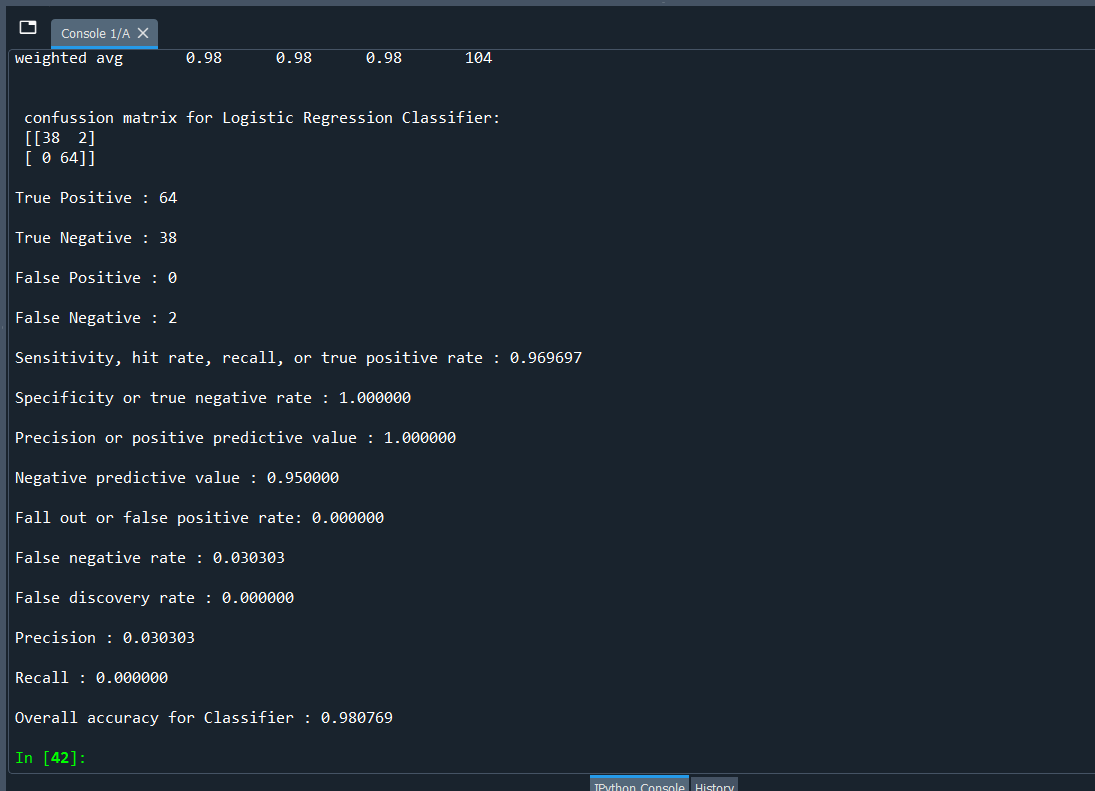 Console 1/A
weighted avg 0.98 0.98 0.98 104
confussion matrix for Logistic Regression Classifier:
[[38 2]
[ 0 64]]
True Positive : 64
True Negative : 38
False Positive : 0
False Negative : 2
Sensitivity, hit rate, recall, or true positive rate : 0.969697
Specificity or true negative rate : 1.000000
Precision or positive predictive value : 1.000000
Negative predictive value : 0.950000
Fall out or false positive rate: 0.000000
False negative rate : 0.030303
False discovery rate : 0.000000
Precision : 0.030303
Recall : 0.000000
Overall accuracy for Classifier : 0.980769
In [42]:
IPython Console History